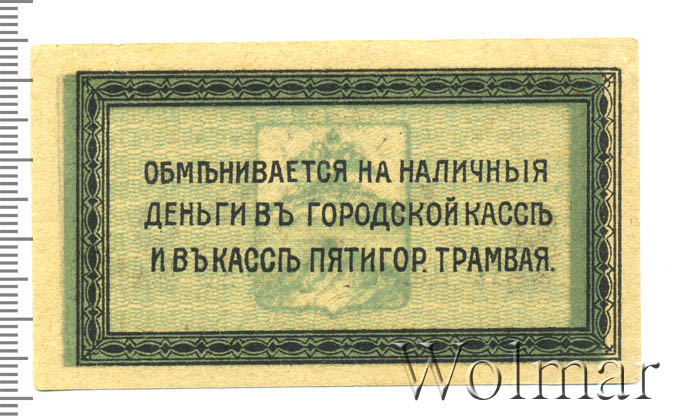 ОБМѢНИВАЕТСЯ НА НАЛИЧНЫЯ
ДЕНЬГИ ВЪ ГОРОДСКОЙ КАССѢ
И ВЪ КАССѢ ПЯТИГОР. ТРАМВАЯ.
Wolmar